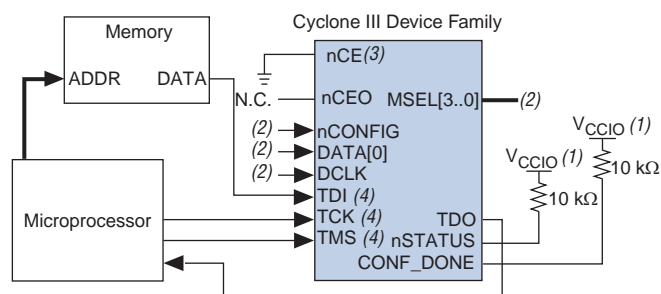 Cyclone III Device Family
Memory
ADDR DATA
nCE (3)
N.C. nCEO
MSEL[3..0] (2)
(2) nCONFIG
(2) DATA[0]
(2) DCLK
TDI (4)
TCK (4)
TMS (4)
Microprocessor
TDO
nSTATUS
CONF_DONE
VCCIO (1)
10 kΩ
VCCIO (1)
10 kΩ